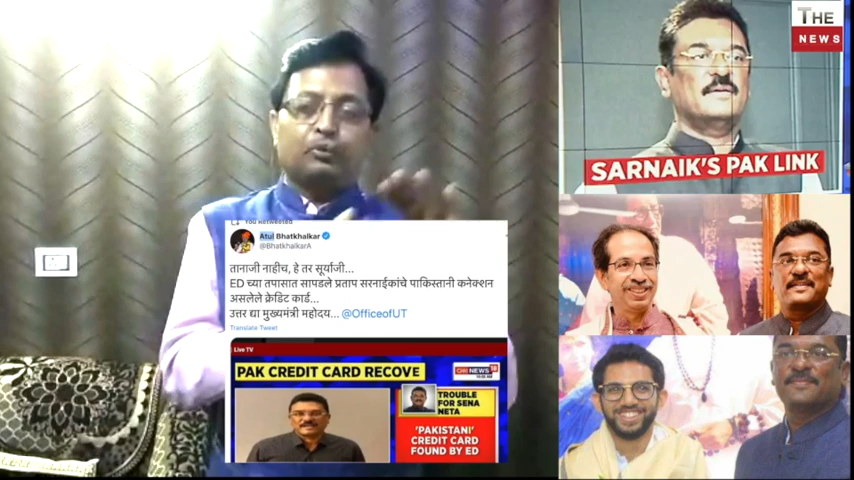 THE
NEWS
SARNAIK'S PAK LINK
You Retweeted
Atul Bhatkhalkar
@BhatkhalkarA
तानाजी नाहीच, हे तर सूर्याजी...
ED च्या तपासात सापडले प्रताप सरनाईकांचे पाकिस्तानी कनेक्शन
असलेले क्रेडिट कार्ड...
उत्तर द्या मुख्यमंत्री महोदय... @OfficeofUT
Translate Tweet
Live TV
PAK CREDIT CARD RECOVE
CNN NEWS 18
TROUBLE
FOR SENA
NETA
'PAKISTANI'
CREDIT CARD
FOUND BY ED